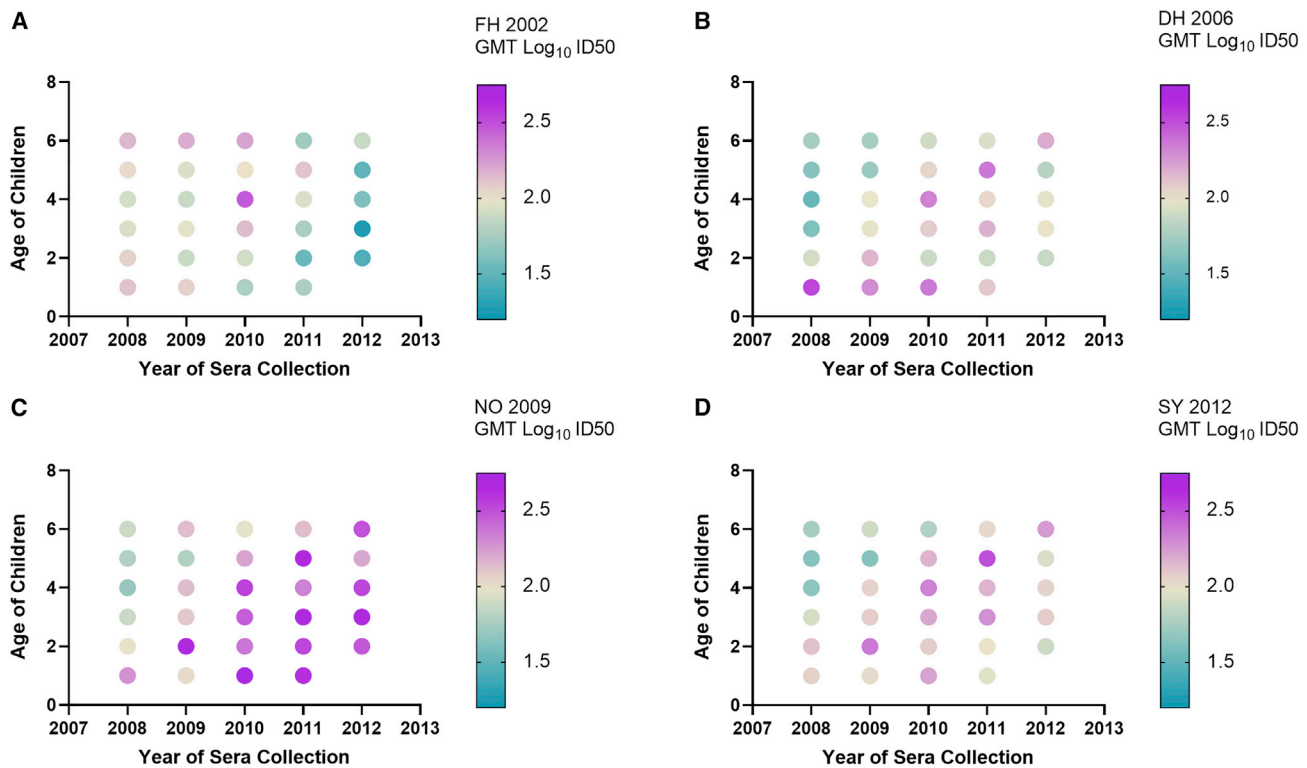 A
FH 2002
GMT Log10 ID50
Age of Children
8
6
4
2
0
2007 2008 2009 2010 2011 2012 2013
Year of Sera Collection
2.5
2.0
1.5
B
DH 2006
GMT Log10 ID50
Age of Children
8
6
4
2
0
2007 2008 2009 2010 2011 2012 2013
Year of Sera Collection
2.5
2.0
1.5
C
NO 2009
GMT Log10 ID50
Age of Children
8
6
4
2
0
2007 2008 2009 2010 2011 2012 2013
Year of Sera Collection
2.5
2.0
1.5
D
SY 2012
GMT Log10 ID50
Age of Children
8
6
4
2
0
2007 2008 2009 2010 2011 2012 2013
Year of Sera Collection
2.5
2.0
1.5